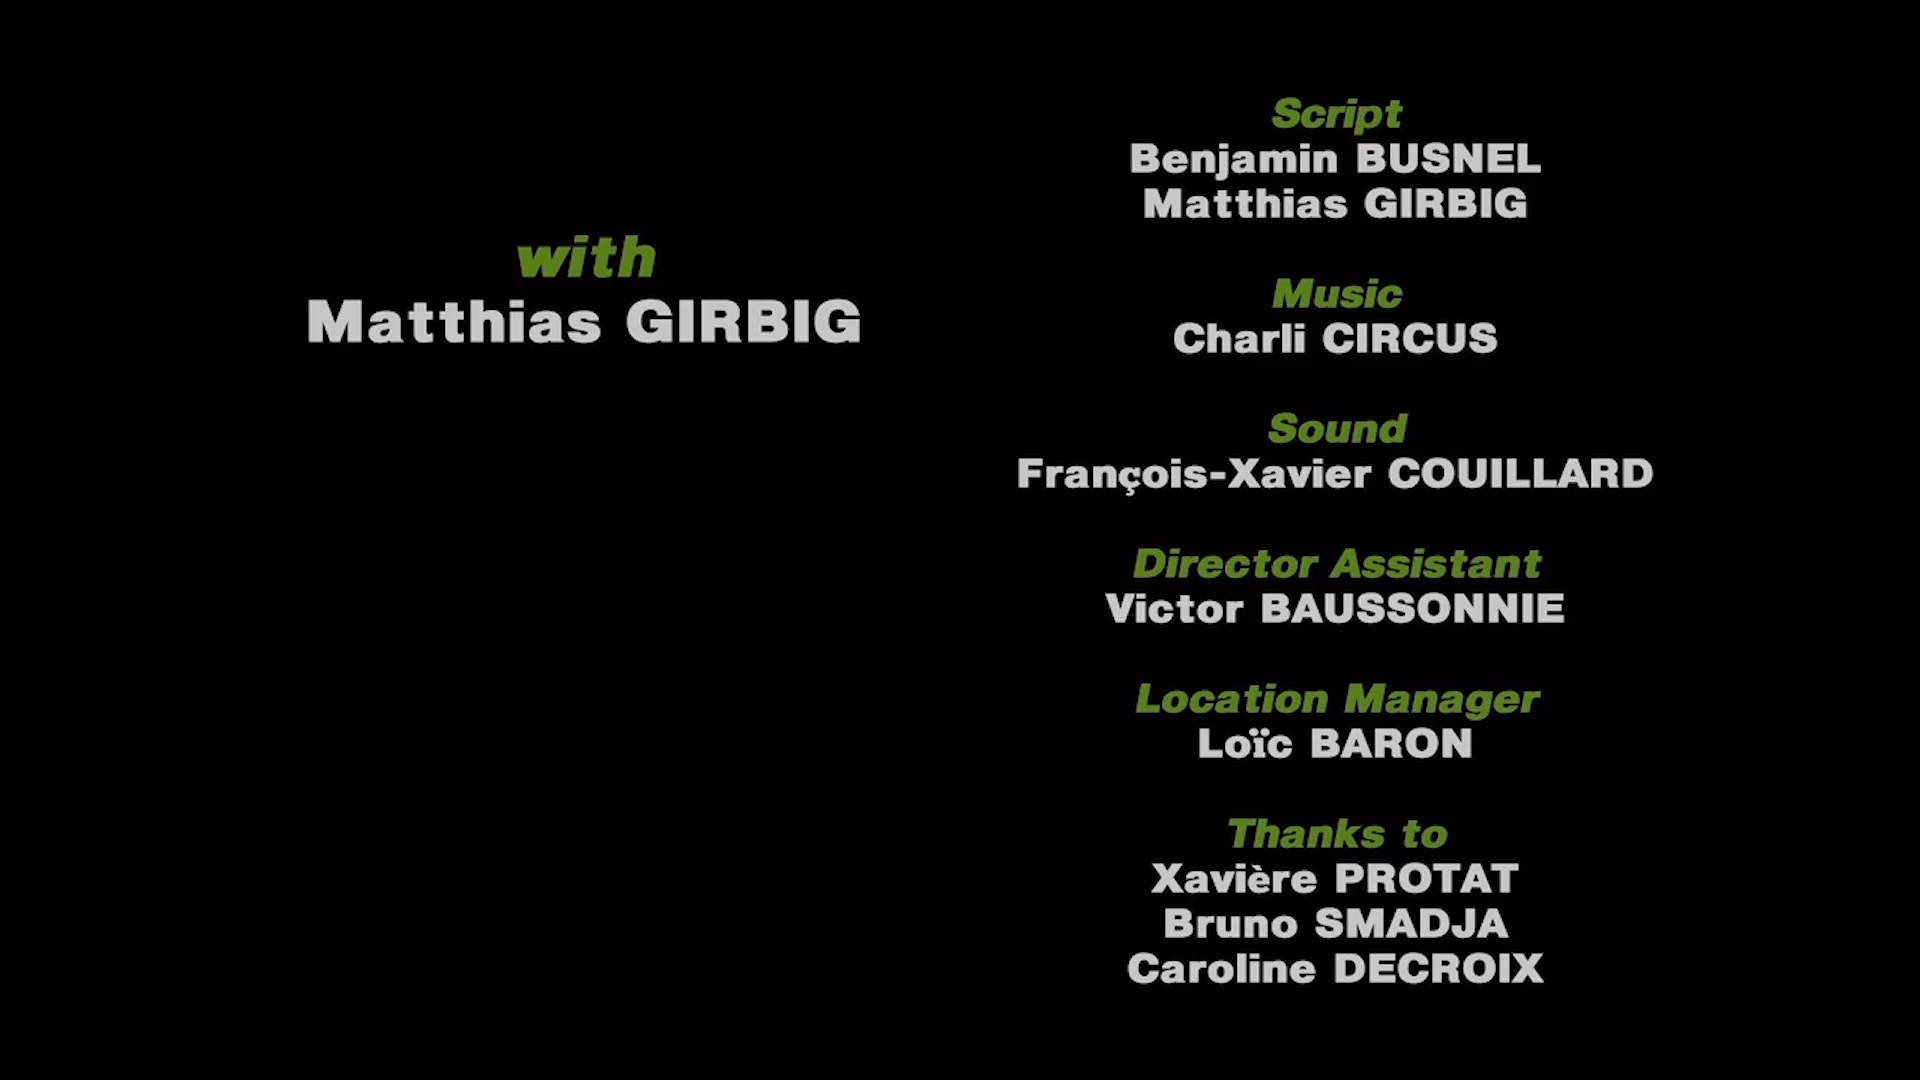 with
Matthias GIRBIG
Script
Benjamin BUSNEL
Matthias GIRBIG
Music
Charli CIRCUS
Sound
François-Xavier COUILLARD
Director Assistant
Victor BAUSSONNIE
Location Manager
Loïc BARON
Thanks to
Xavière PROTAT
Bruno SMADJA
Caroline DECROIX